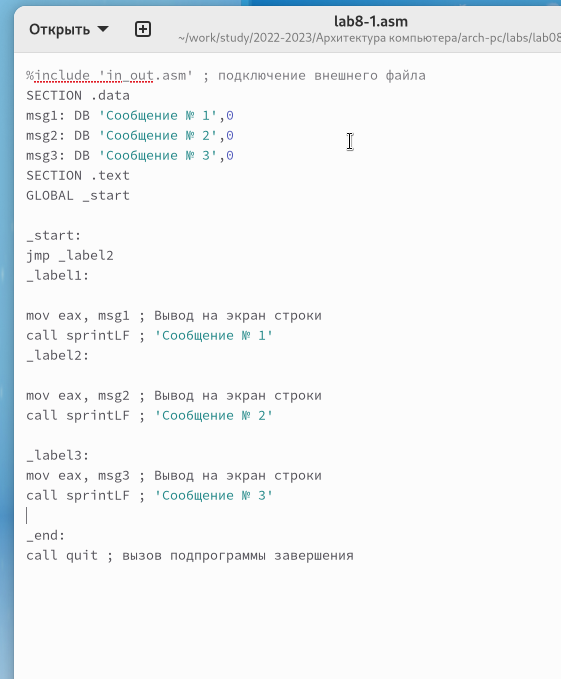 Открыть
lab8-1.asm
~/work/study/2022-2023/Архитектура компьютера/arch-pc/labs/lab08
%include 'in_out.asm' ; подключение внешнего файла
SECTION .data
msg1: DB 'Сообщение № 1',0
msg2: DB 'Сообщение № 2',0
msg3: DB 'Сообщение № 3',0
SECTION .text
GLOBAL _start
_start:
jmp _label2
_label1:
mov eax, msg1 ; Вывод на экран строки
call sprintLF ; 'Сообщение № 1'
_label2:
mov eax, msg2 ; Вывод на экран строки
call sprintLF ; 'Сообщение № 2'
_label3:
mov eax, msg3 ; Вывод на экран строки
call sprintLF ; 'Сообщение № 3'
_end:
call quit ; вызов подпрограммы завершения